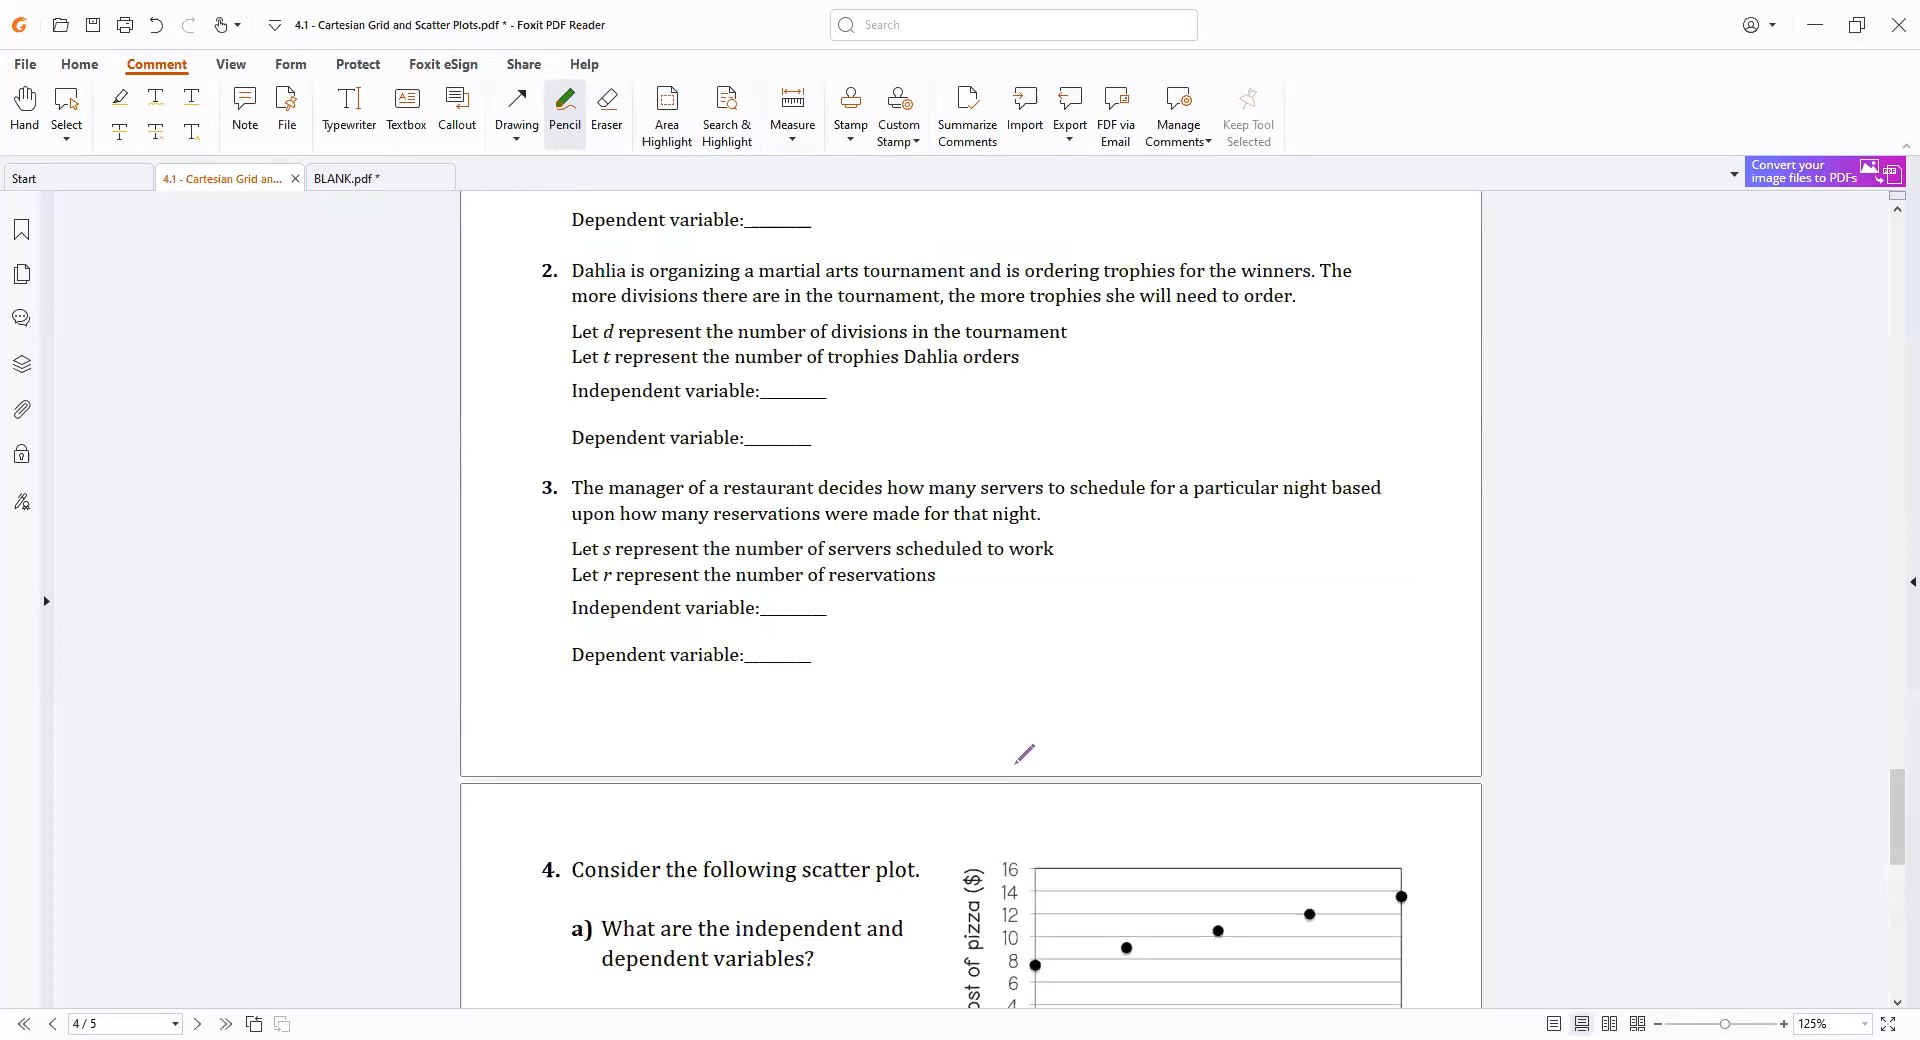 4.1 - Cartesian Grid and Scatter Plots.pdf * - Foxit PDF Reader
Search
File Home Comment View Form Protect Foxit eSign Share Help
Hand Select Note File Typewriter Textbox Callout Drawing Pencil Eraser Area Highlight Search & Highlight Measure Stamp Custom Stamp Summarize Comments Import Export FDF via Email Manage Comments Keep Tool Selected
Start 4.1 - Cartesian Grid an... BLANK.pdf *
Convert your
image files to PDFs
Dependent variable:_______
2. Dahlia is organizing a martial arts tournament and is ordering trophies for the winners. The
more divisions there are in the tournament, the more trophies she will need to order.
Let d represent the number of divisions in the tournament
Let t represent the number of trophies Dahlia orders
Independent variable:_______
Dependent variable:_______
3. The manager of a restaurant decides how many servers to schedule for a particular night based
upon how many reservations were made for that night.
Let s represent the number of servers scheduled to work
Let r represent the number of reservations
Independent variable:_______
Dependent variable:_______
4. Consider the following scatter plot.
a) What are the independent and
dependent variables?
ost of pizza ($)
16
14
12
10
8
6
4
4 / 5
125%